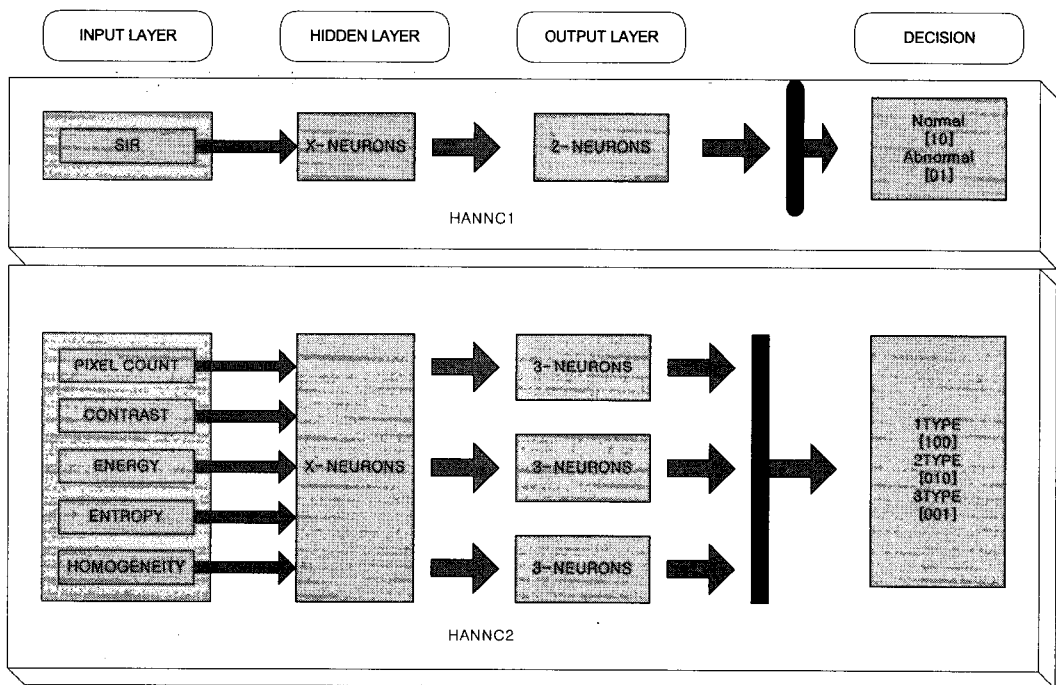 INPUT LAYER
HIDDEN LAYER
OUTPUT LAYER
DECISION
SIR
X-NEURONS
2-NEURONS
Normal
[10]
Abnormal
[01]
HANNC1
PIXEL COUNT
CONTRAST
ENERGY
ENTROPY
HOMOGENEITY
X-NEURONS
3-NEURONS
3-NEURONS
3-NEURONS
1TYPE
[100]
2TYPE
[010]
3TYPE
[001]
HANNC2